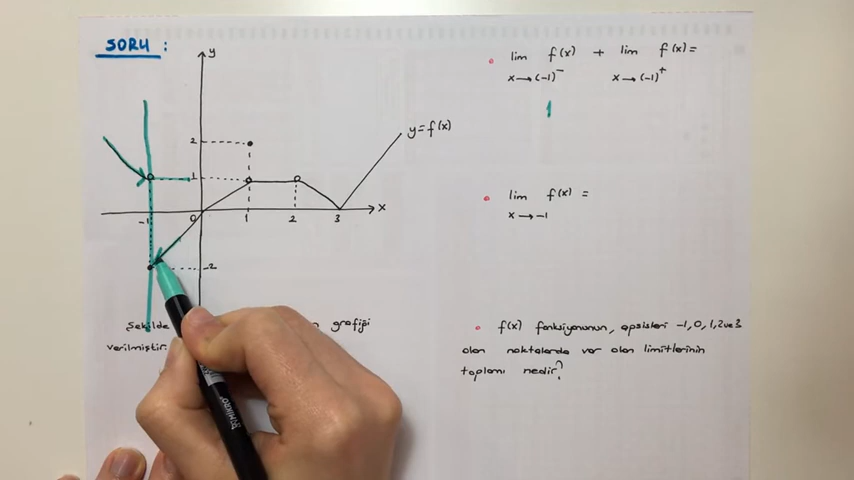 SORU :
y
lim f(x) + lim f(x) =
x → (-1)⁻ x → (-1)⁺
1
2
y = f(x)
1
lim f(x) =
x → -1
-1 0 1 2 3 x
-2
Şekilde grafiği
verilmiştir.
• f(x) fonksiyonunun, apsisleri -1, 0, 1, 2 ve 3
olan noktalarda var olan limitlerinin
toplamı nedir?
MIKRO